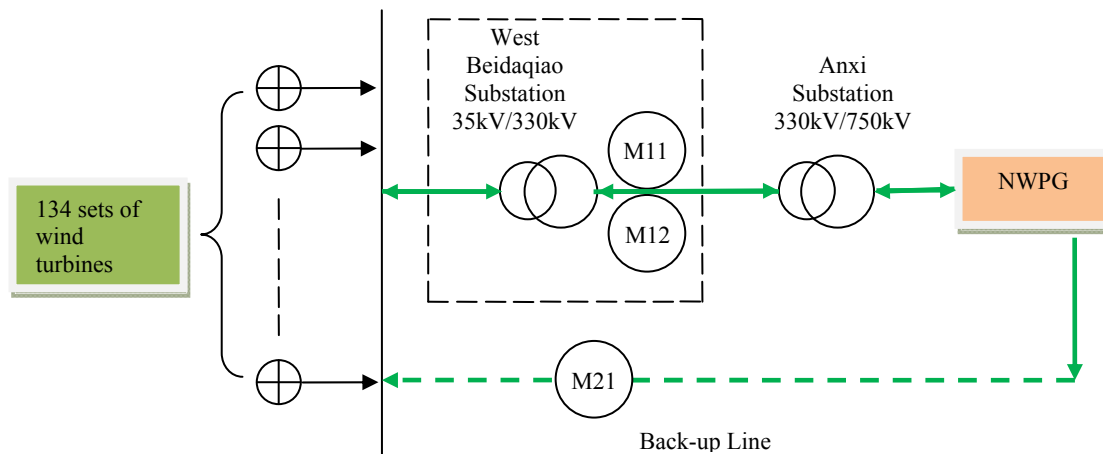 West
Beidaqiao
Substation
35kV/330kV
Anxi
Substation
330kV/750kV
M11
M12
NWPG
134 sets of
wind
turbines
M21
Back-up Line